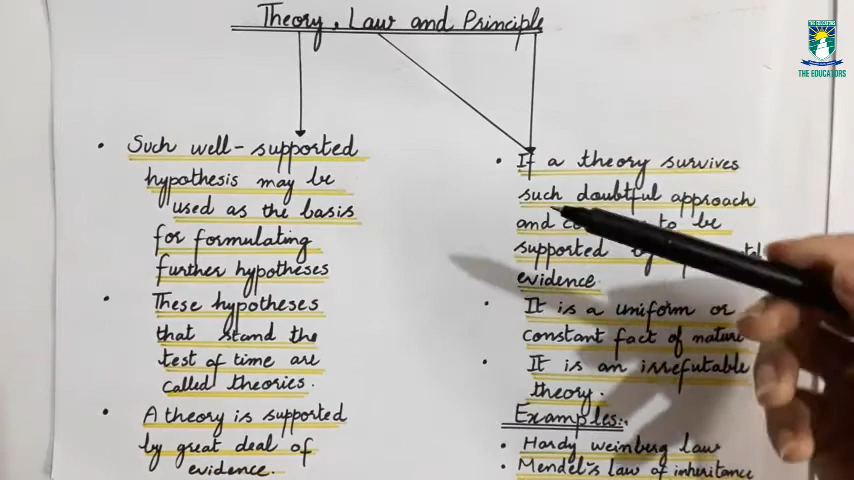 Theory, Law and Principle
THE EDUCATORS
• Such well-supported
hypothesis may be
used as the basis
for formulating
further hypotheses
• These hypotheses
that stand the
test of time are
called theories.
• A theory is supported
by great deal of
evidence.
• If a theory survives
such doubtful approach
and to be
supported
evidence.
• It is a uniform or
constant fact of nature
• It is an irrefutable
theory.
Examples:
• Hardy weinberg law
• Mendel's law of inheritance